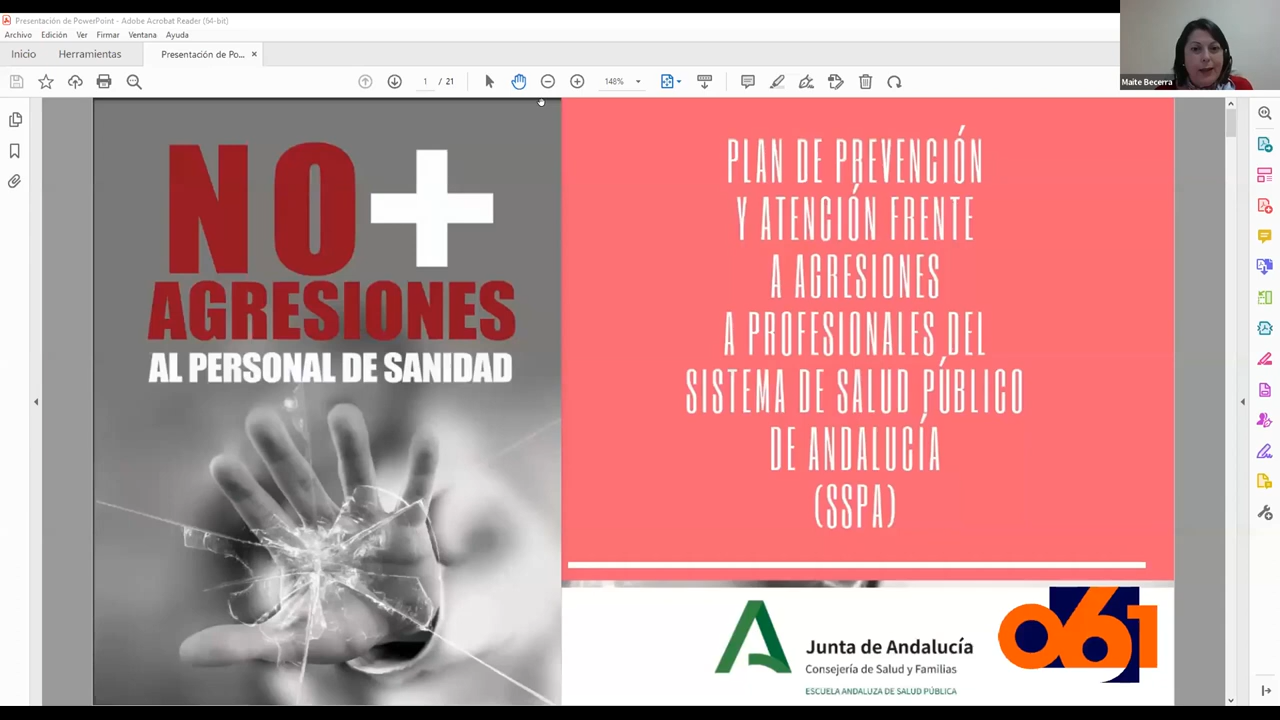 Presentación de PowerPoint - Adobe Acrobat Reader (64-bit)
Archivo Edición Ver Firmar Ventana Ayuda
Inicio Herramientas Presentación de Po... ×
1 / 21 148%
Maite Becerra
NO+
AGRESIONES
AL PERSONAL DE SANIDAD
PLAN DE PREVENCIÓN
Y ATENCIÓN FRENTE
A AGRESIONES
A PROFESIONALES DEL
SISTEMA DE SALUD PÚBLICO
DE ANDALUCÍA
(SSPA)
Junta de Andalucía
Consejería de Salud y Familias
ESCUELA ANDALUZA DE SALUD PÚBLICA
061